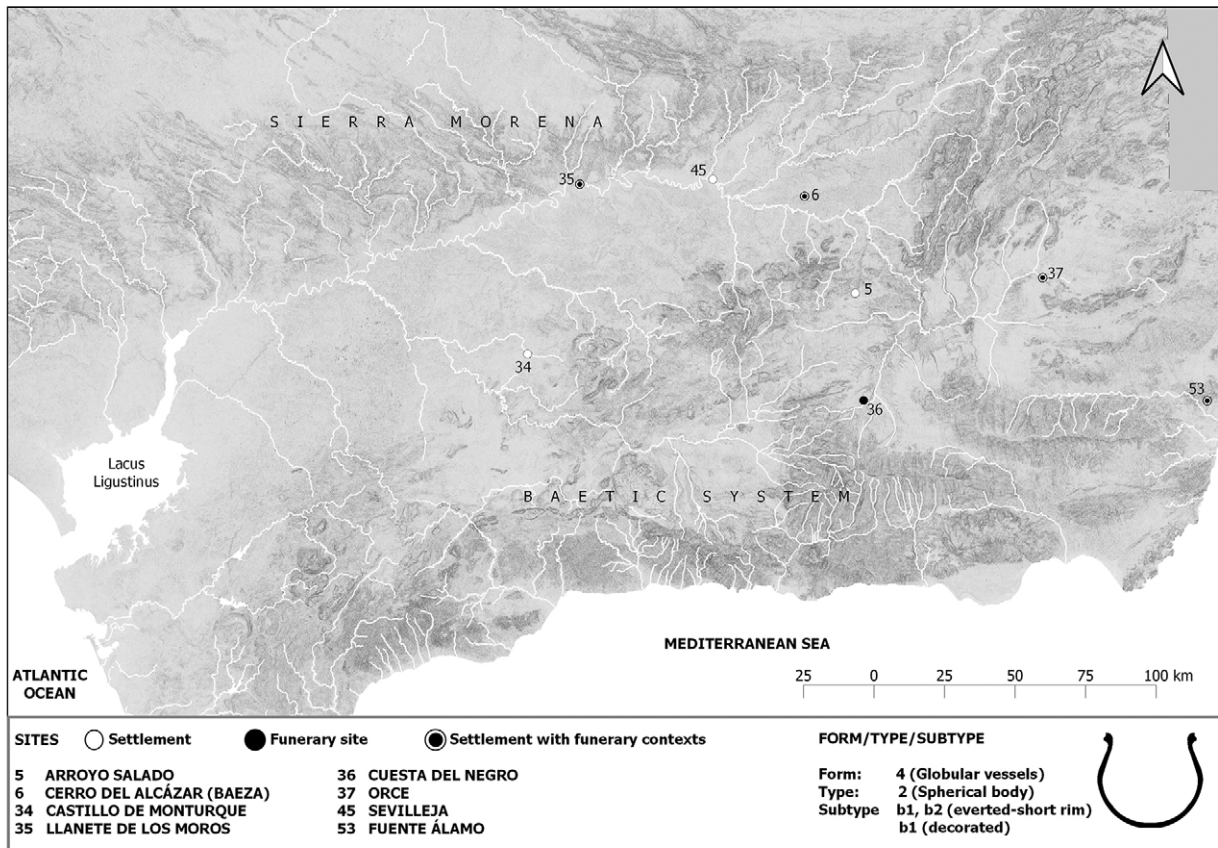 SIERRA MORENA
45
35
6
37
5
34
53
36
Lacus
Ligustinus
BAETIC SYSTEM
MEDITERRANEAN SEA
ATLANTIC
OCEAN
25 0 25 50 75 100 km
SITES Settlement Funerary site Settlement with funerary contexts
5 ARROYO SALADO
6 CERRO DEL ALCÁZAR (BAEZA)
34 CASTILLO DE MONTURQUE
35 LLANETE DE LOS MOROS
36 CUESTA DEL NEGRO
37 ORCE
45 SEVILLEJA
53 FUENTE ÁLAMO
FORM/TYPE/SUBTYPE
Form: 4 (Globular vessels)
Type: 2 (Spherical body)
Subtype b1, b2 (everted-short rim)
b1 (decorated)